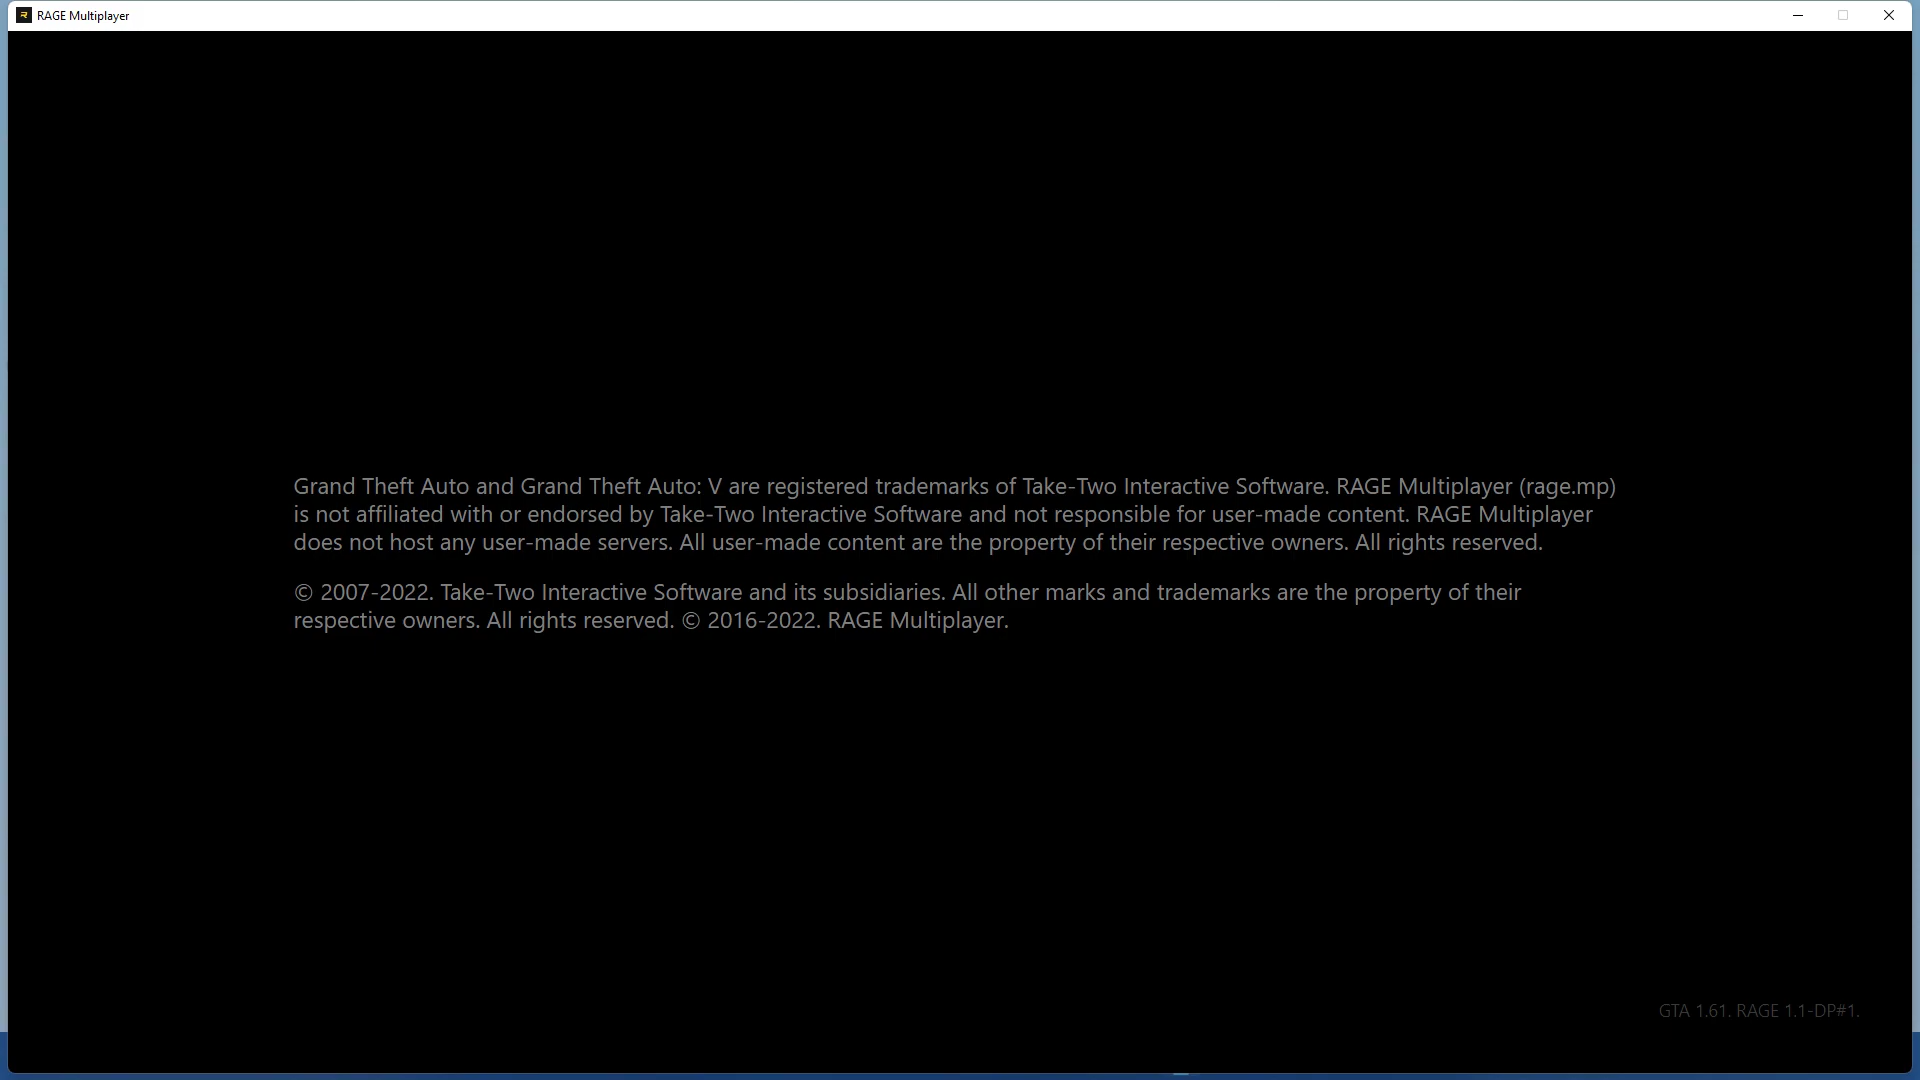 RAGE Multiplayer
Grand Theft Auto and Grand Theft Auto: V are registered trademarks of Take-Two Interactive Software. RAGE Multiplayer (rage.mp)
is not affiliated with or endorsed by Take-Two Interactive Software and not responsible for user-made content. RAGE Multiplayer
does not host any user-made servers. All user-made content are the property of their respective owners. All rights reserved.
© 2007-2022. Take-Two Interactive Software and its subsidiaries. All other marks and trademarks are the property of their
respective owners. All rights reserved. © 2016-2022. RAGE Multiplayer.
GTA 1.61. RAGE 1.1-DP#1.